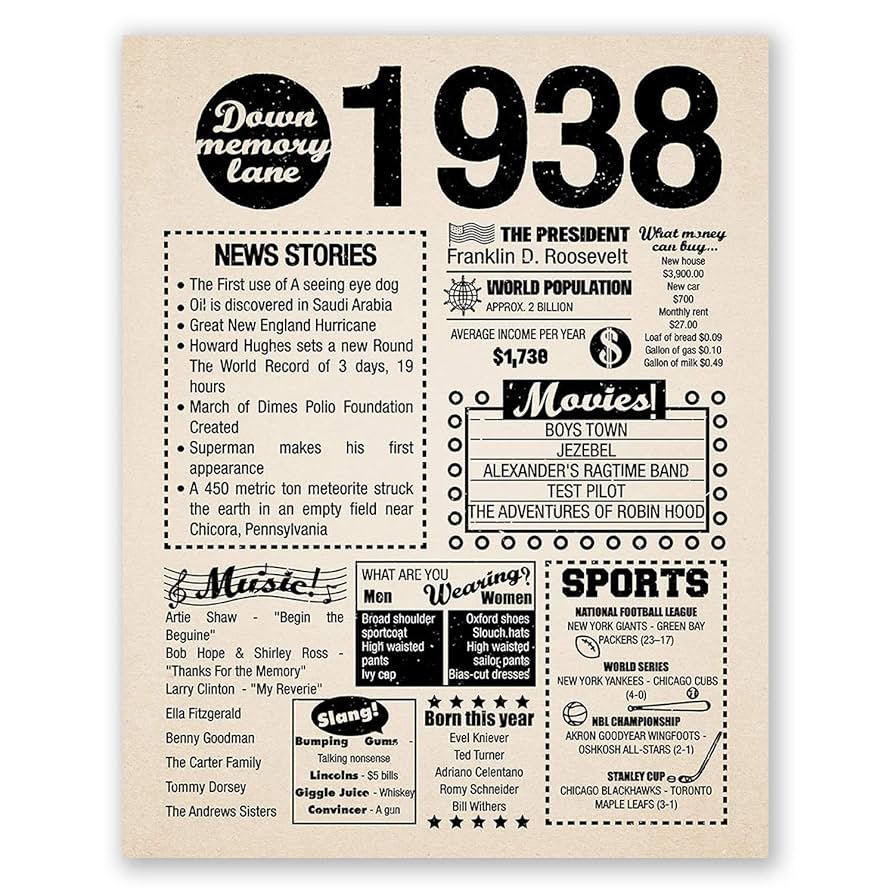 Down
memory
lane
1938
NEWS STORIES
• The First use of A seeing eye dog
• Oil is discovered in Saudi Arabia
• Great New England Hurricane
• Howard Hughes sets a new Round
The World Record of 3 days, 19
hours
• March of Dimes Polio Foundation
Created
• Superman makes his first
appearance
• A 450 metric ton meteorite struck
the earth in an empty field near
Chicora, Pennsylvania
THE PRESIDENT
Franklin D. Roosevelt
WORLD POPULATION
APPROX. 2 BILLION
AVERAGE INCOME PER YEAR
$1,730
$
What money
can buy...
New house
$3,900.00
New car
$700
Monthly rent
$27.00
Loaf of bread $0.09
Gallon of gas $0.10
Gallon of milk $0.49
Movies!
BOYS TOWN
JEZEBEL
ALEXANDER'S RAGTIME BAND
TEST PILOT
THE ADVENTURES OF ROBIN HOOD
Music!
Artie Shaw - "Begin the
Beguine"
Bob Hope & Shirley Ross -
"Thanks For the Memory"
Larry Clinton - "My Reverie"
Ella Fitzgerald
Benny Goodman
The Carter Family
Tommy Dorsey
The Andrews Sisters
WHAT ARE YOU
Wearing?
Men
Broad shoulder
sportcoat
High waisted
pants
Ivy cap
Women
Oxford shoes
Slouch.hats
High waisted
sailor-pants
Bias-cut dresses
Slang!
Bumping Gums -
Talking nonsense
Lincolns - $5 bills
Giggle Juice - Whiskey
Convincer - A gun
Born this year
Evel Kniever
Ted Turner
Adriano Celentano
Romy Schneider
Bill Withers
SPORTS
NATIONAL FOOTBALL LEAGUE
NEW YORK GIANTS - GREEN BAY
PACKERS (23–17)
WORLD SERIES
NEW YORK YANKEES - CHICAGO CUBS
(4-0)
NBL CHAMPIONSHIP
AKRON GOODYEAR WINGFOOTS -
OSHKOSH ALL-STARS (2-1)
STANLEY CUP
CHICAGO BLACKHAWKS - TORONTO
MAPLE LEAFS (3-1)